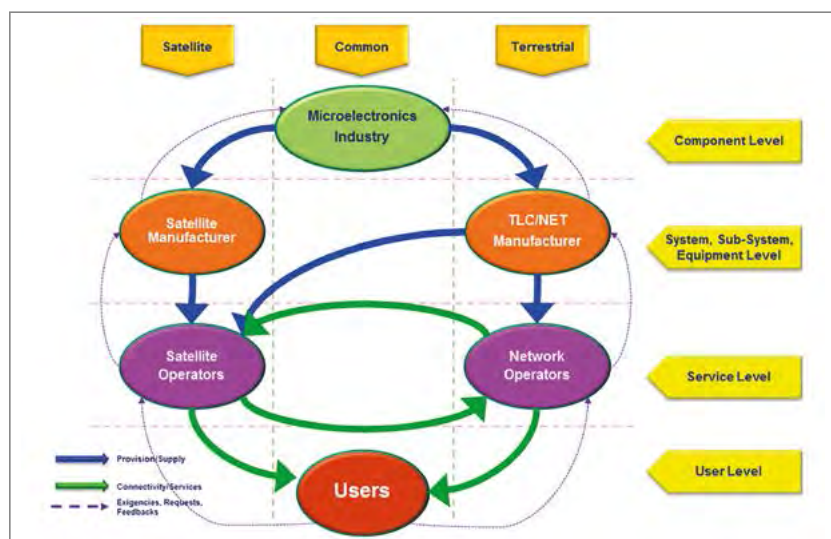 Satellite
Common
Terrestrial
Microelectronics
Industry
Component Level
Satellite
Manufacturer
TLC/NET
Manufacturer
System, Sub-System,
Equipment Level
Satellite
Operators
Network
Operators
Service Level
Provision/Supply
Connectivity/Services
Exigencies, Requests,
Feedbacks
Users
User Level